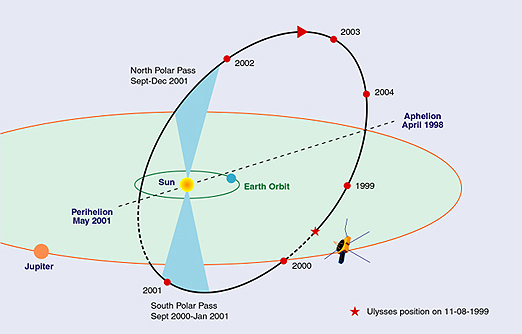 2003
2002
North Polar Pass
Sept-Dec 2001
2004
Aphelion
April 1998
Sun
Earth Orbit
1999
Perihelion
May 2001
Jupiter
2000
2001
South Polar Pass
Sept 2000-Jan 2001
Ulysses position on 11-08-1999